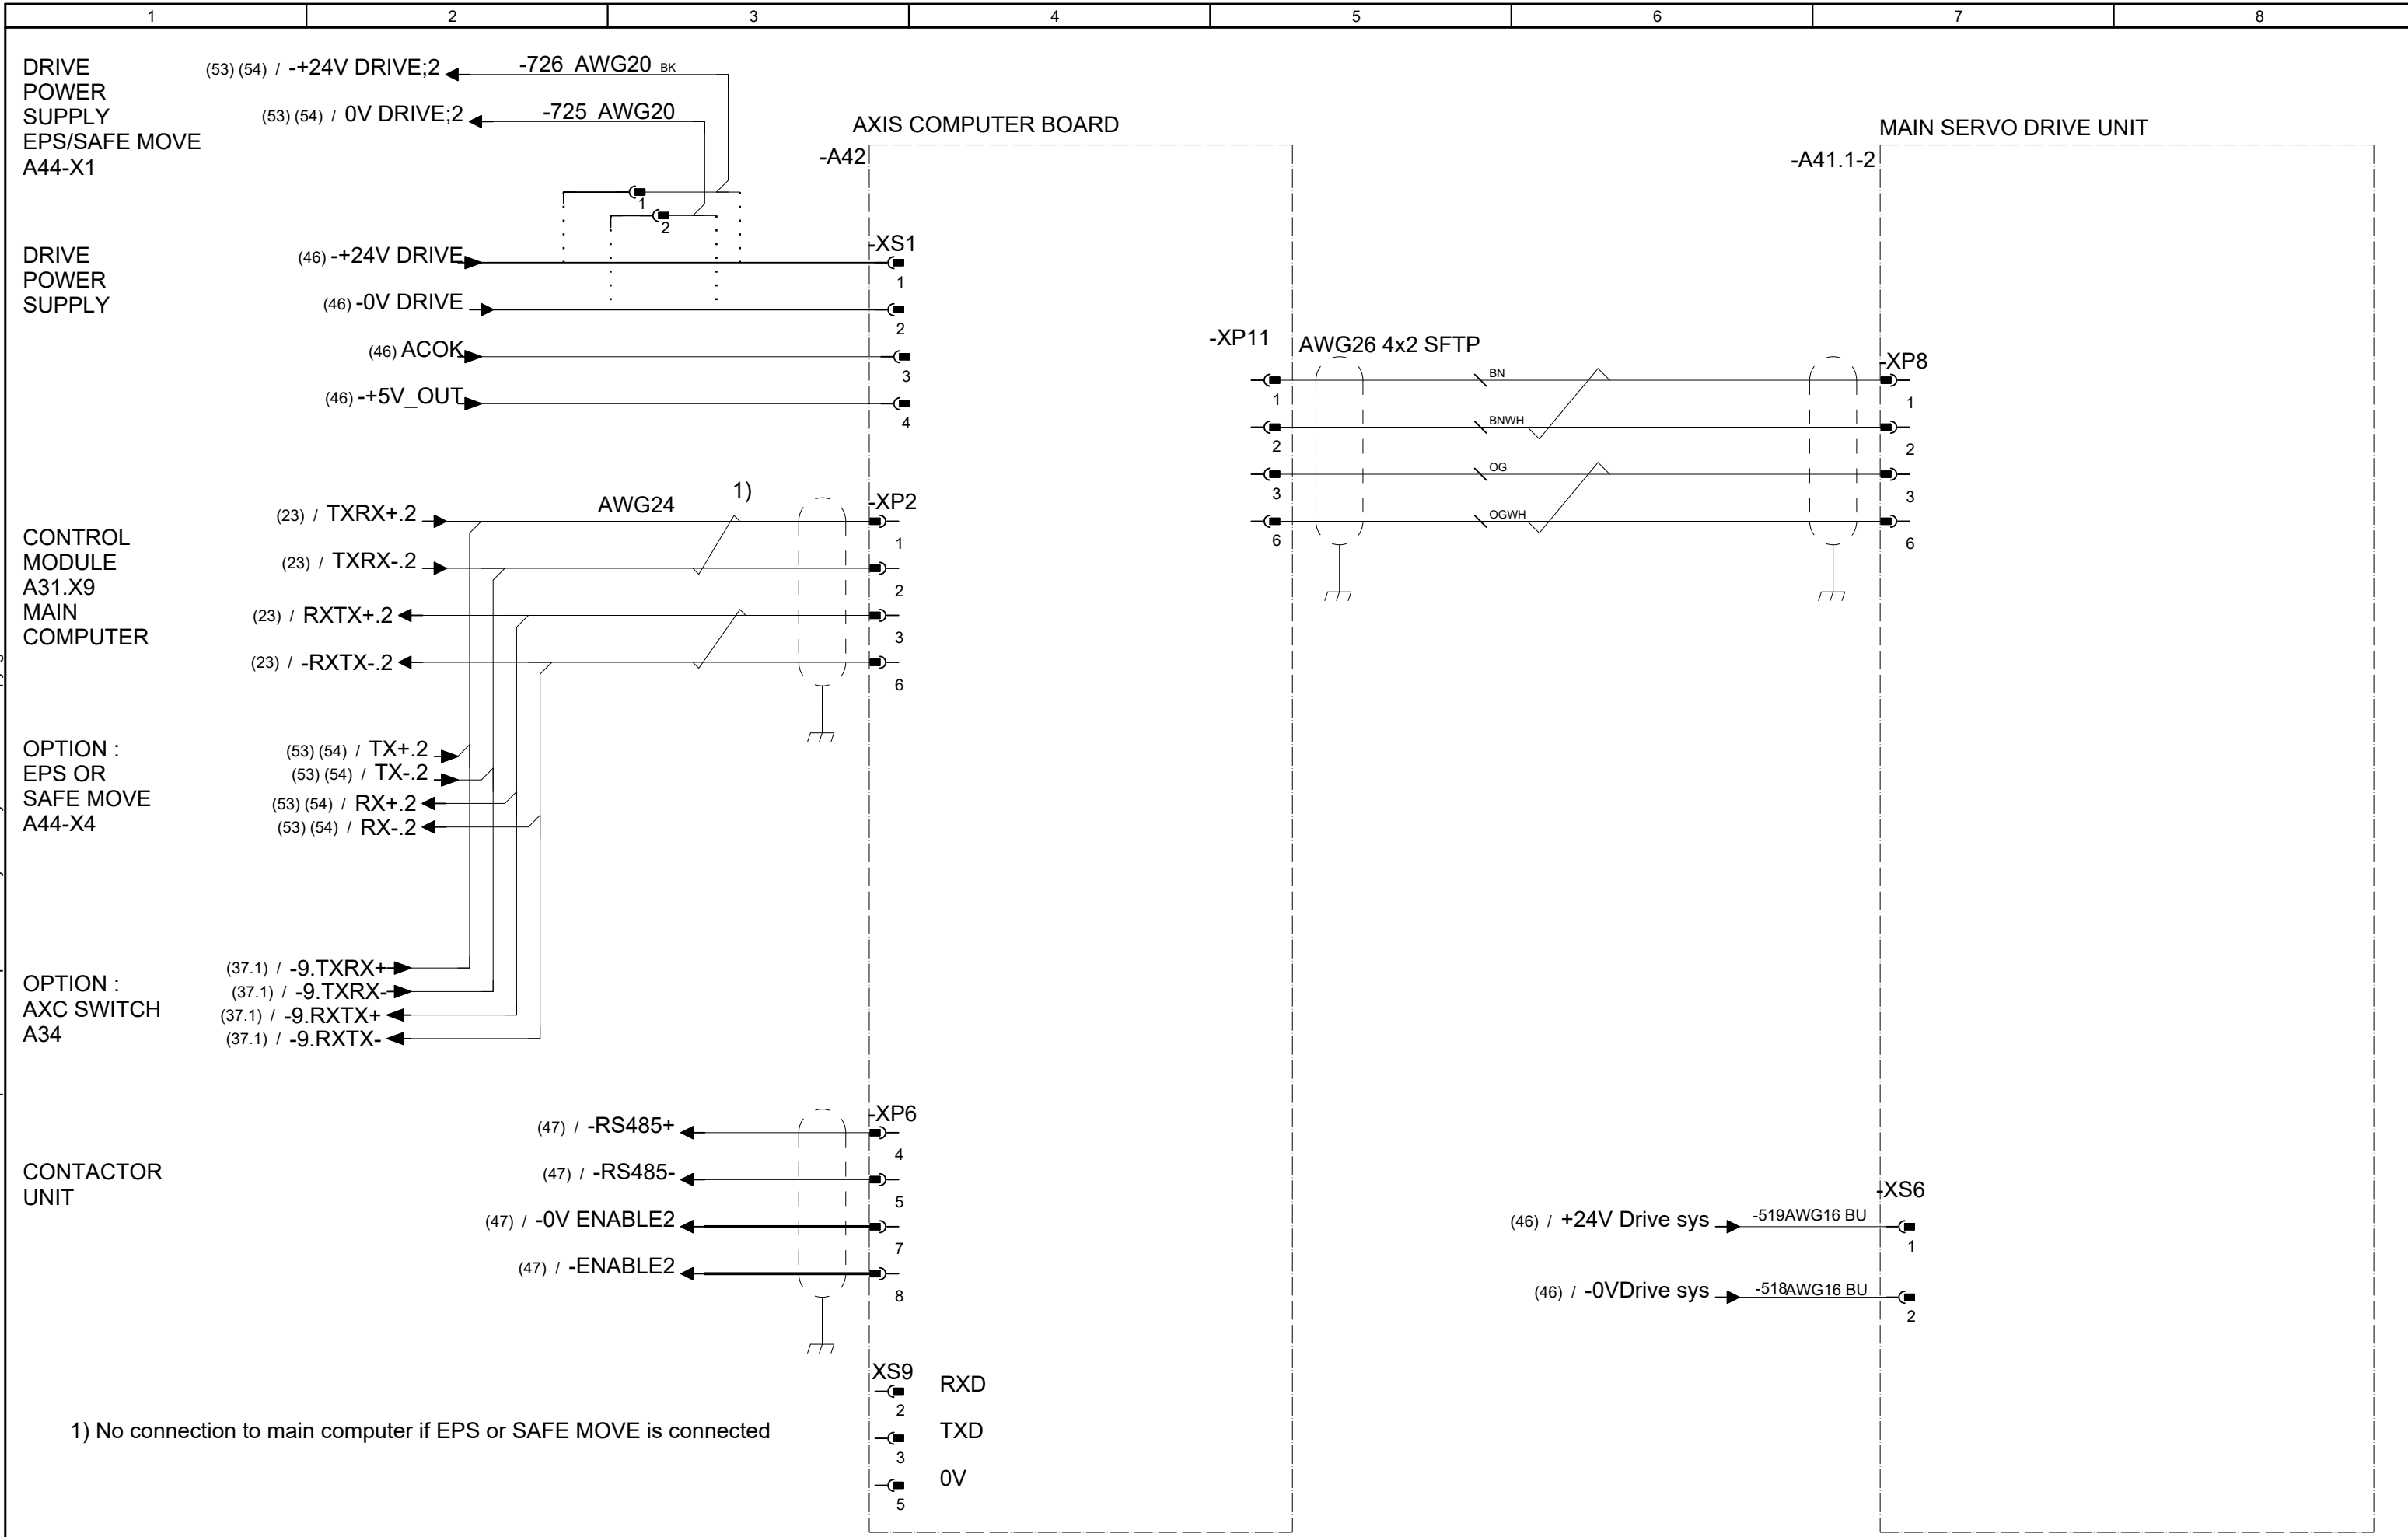 1 2 3 4 5 6 7 8
DRIVE
POWER
SUPPLY
EPS/SAFE MOVE
A44-X1
(53) (54) / -+24V DRIVE;2
-726 AWG20 BK
(53) (54) / 0V DRIVE;2
-725 AWG20
1
2
AXIS COMPUTER BOARD
-A42
MAIN SERVO DRIVE UNIT
-A41.1-2
DRIVE
POWER
SUPPLY
(46) -+24V DRIVE
(46) -0V DRIVE
(46) ACOK
(46) -+5V_OUT
-XS1
1
2
3
4
-XP11
AWG26 4x2 SFTP
-XP8
1 BN 1
2 BNWH 2
3 OG 3
6 OGWH 6
CONTROL
MODULE
A31.X9
MAIN
COMPUTER
(23) / TXRX+.2
(23) / TXRX-.2
(23) / RXTX+.2
(23) / -RXTX-.2
AWG24
1)
-XP2
1
2
3
6
OPTION :
EPS OR
SAFE MOVE
A44-X4
(53) (54) / TX+.2
(53) (54) / TX-.2
(53) (54) / RX+.2
(53) (54) / RX-.2
OPTION :
AXC SWITCH
A34
(37.1) / -9.TXRX+
(37.1) / -9.TXRX-
(37.1) / -9.RXTX+
(37.1) / -9.RXTX-
CONTACTOR
UNIT
(47) / -RS485+
(47) / -RS485-
(47) / -0V ENABLE2
(47) / -ENABLE2
-XP6
4
5
7
8
-XS6
(46) / +24V Drive sys
-519AWG16 BU
1
(46) / -0VDrive sys
-518AWG16 BU
2
XS9
2 RXD
3 TXD
5 0V
1) No connection to main computer if EPS or SAFE MOVE is connected